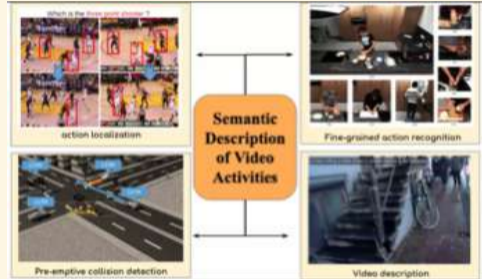 Which is the three point shooter ?
action localization
Fine-grained action recognition
Semantic
Description
of Video
Activities
Pre-emptive collision detection
Video description